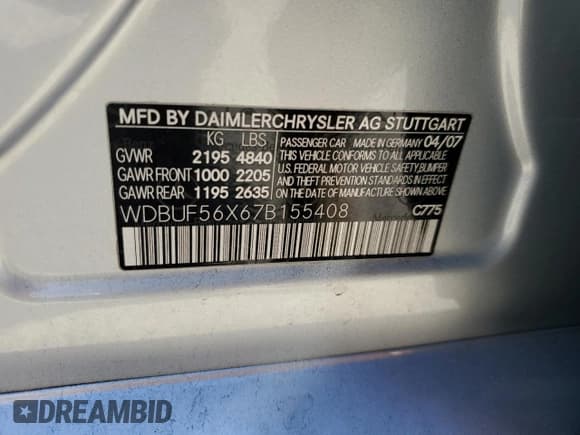 MFD BY DAIMLERCHRYSLER AG STUTTGART
KG LBS
GVWR 2195 4840
GAWR FRONT 1000 2205
GAWR REAR 1195 2635
PASSENGER CAR MADE IN GERMANY 04/07
THIS VEHICLE CONFORMS TO ALL APPLICABLE
U.S. FEDERAL MOTOR VEHICLE SAFETY, BUMPER
AND THEFT PREVENTION STANDARDS IN
EFFECT ON THE DATE OF MANUFACTURE SHOWN ABOVE.
WDBUF56X67B155408
C775
DREAMBID